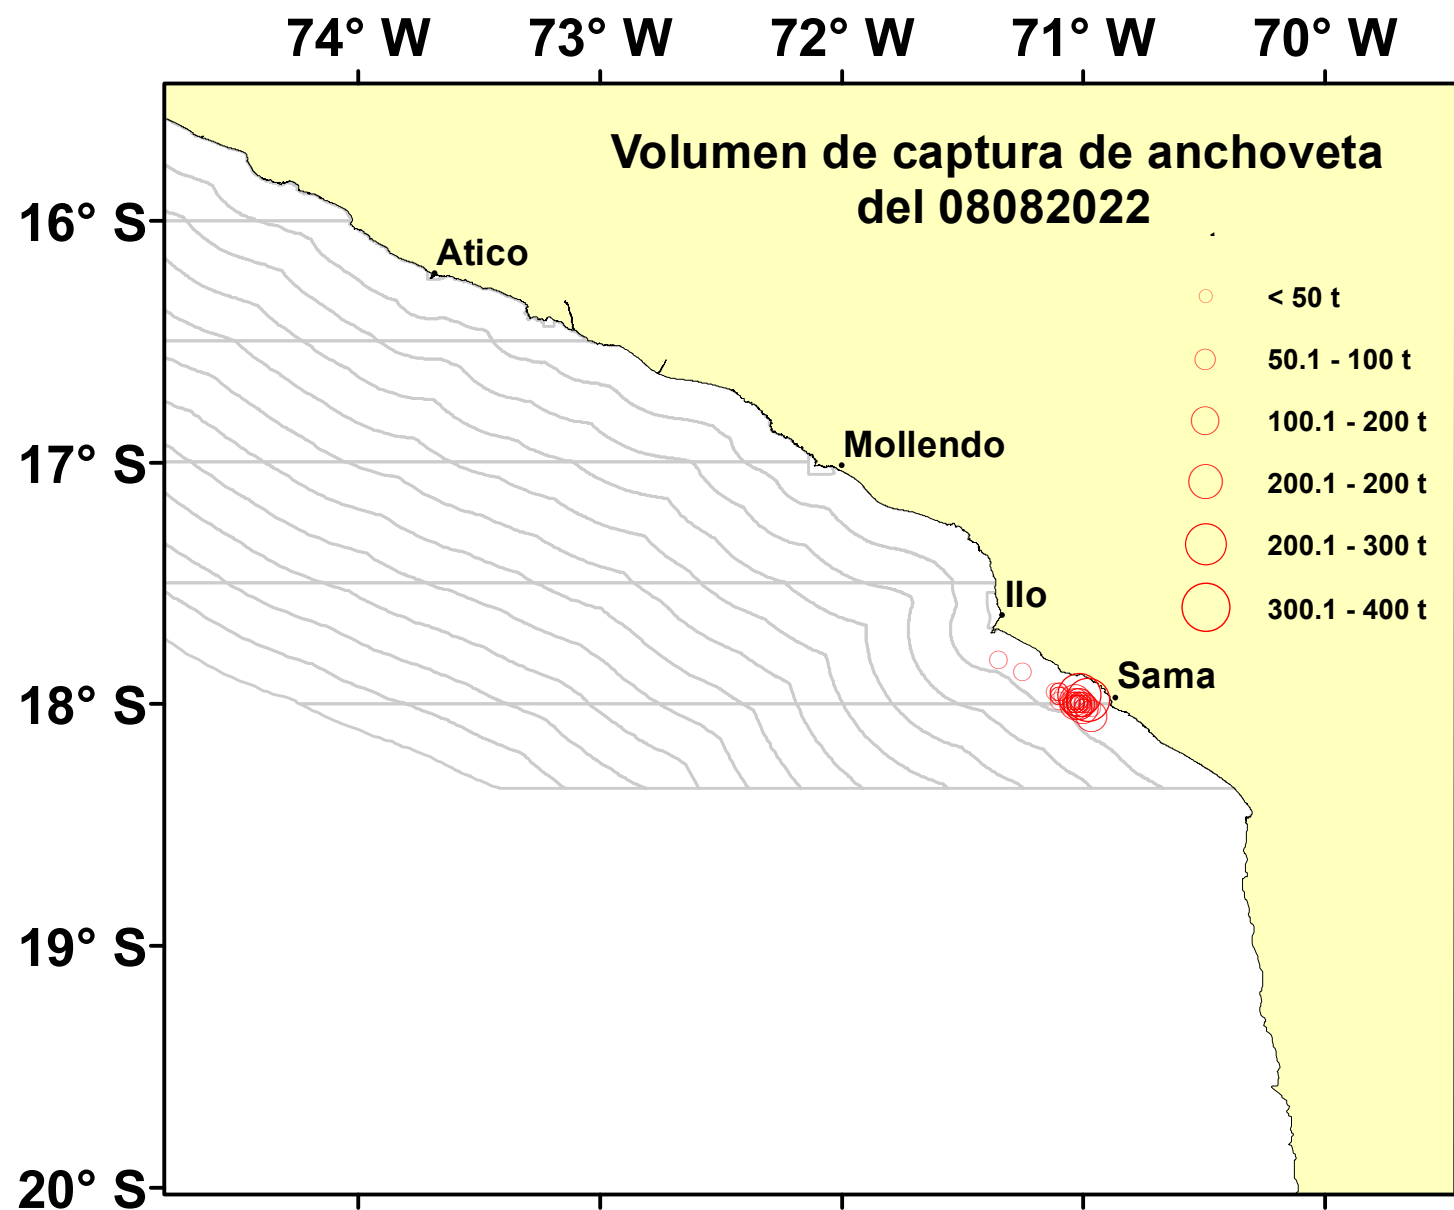 74° W 73° W 72° W 71° W 70° W
Volumen de captura de anchoveta
del 08082022
16° S
Atico
< 50 t
50.1 - 100 t
100.1 - 200 t
Mollendo
17° S
200.1 - 200 t
200.1 - 300 t
Ilo
300.1 - 400 t
Sama
18° S
19° S
20° S